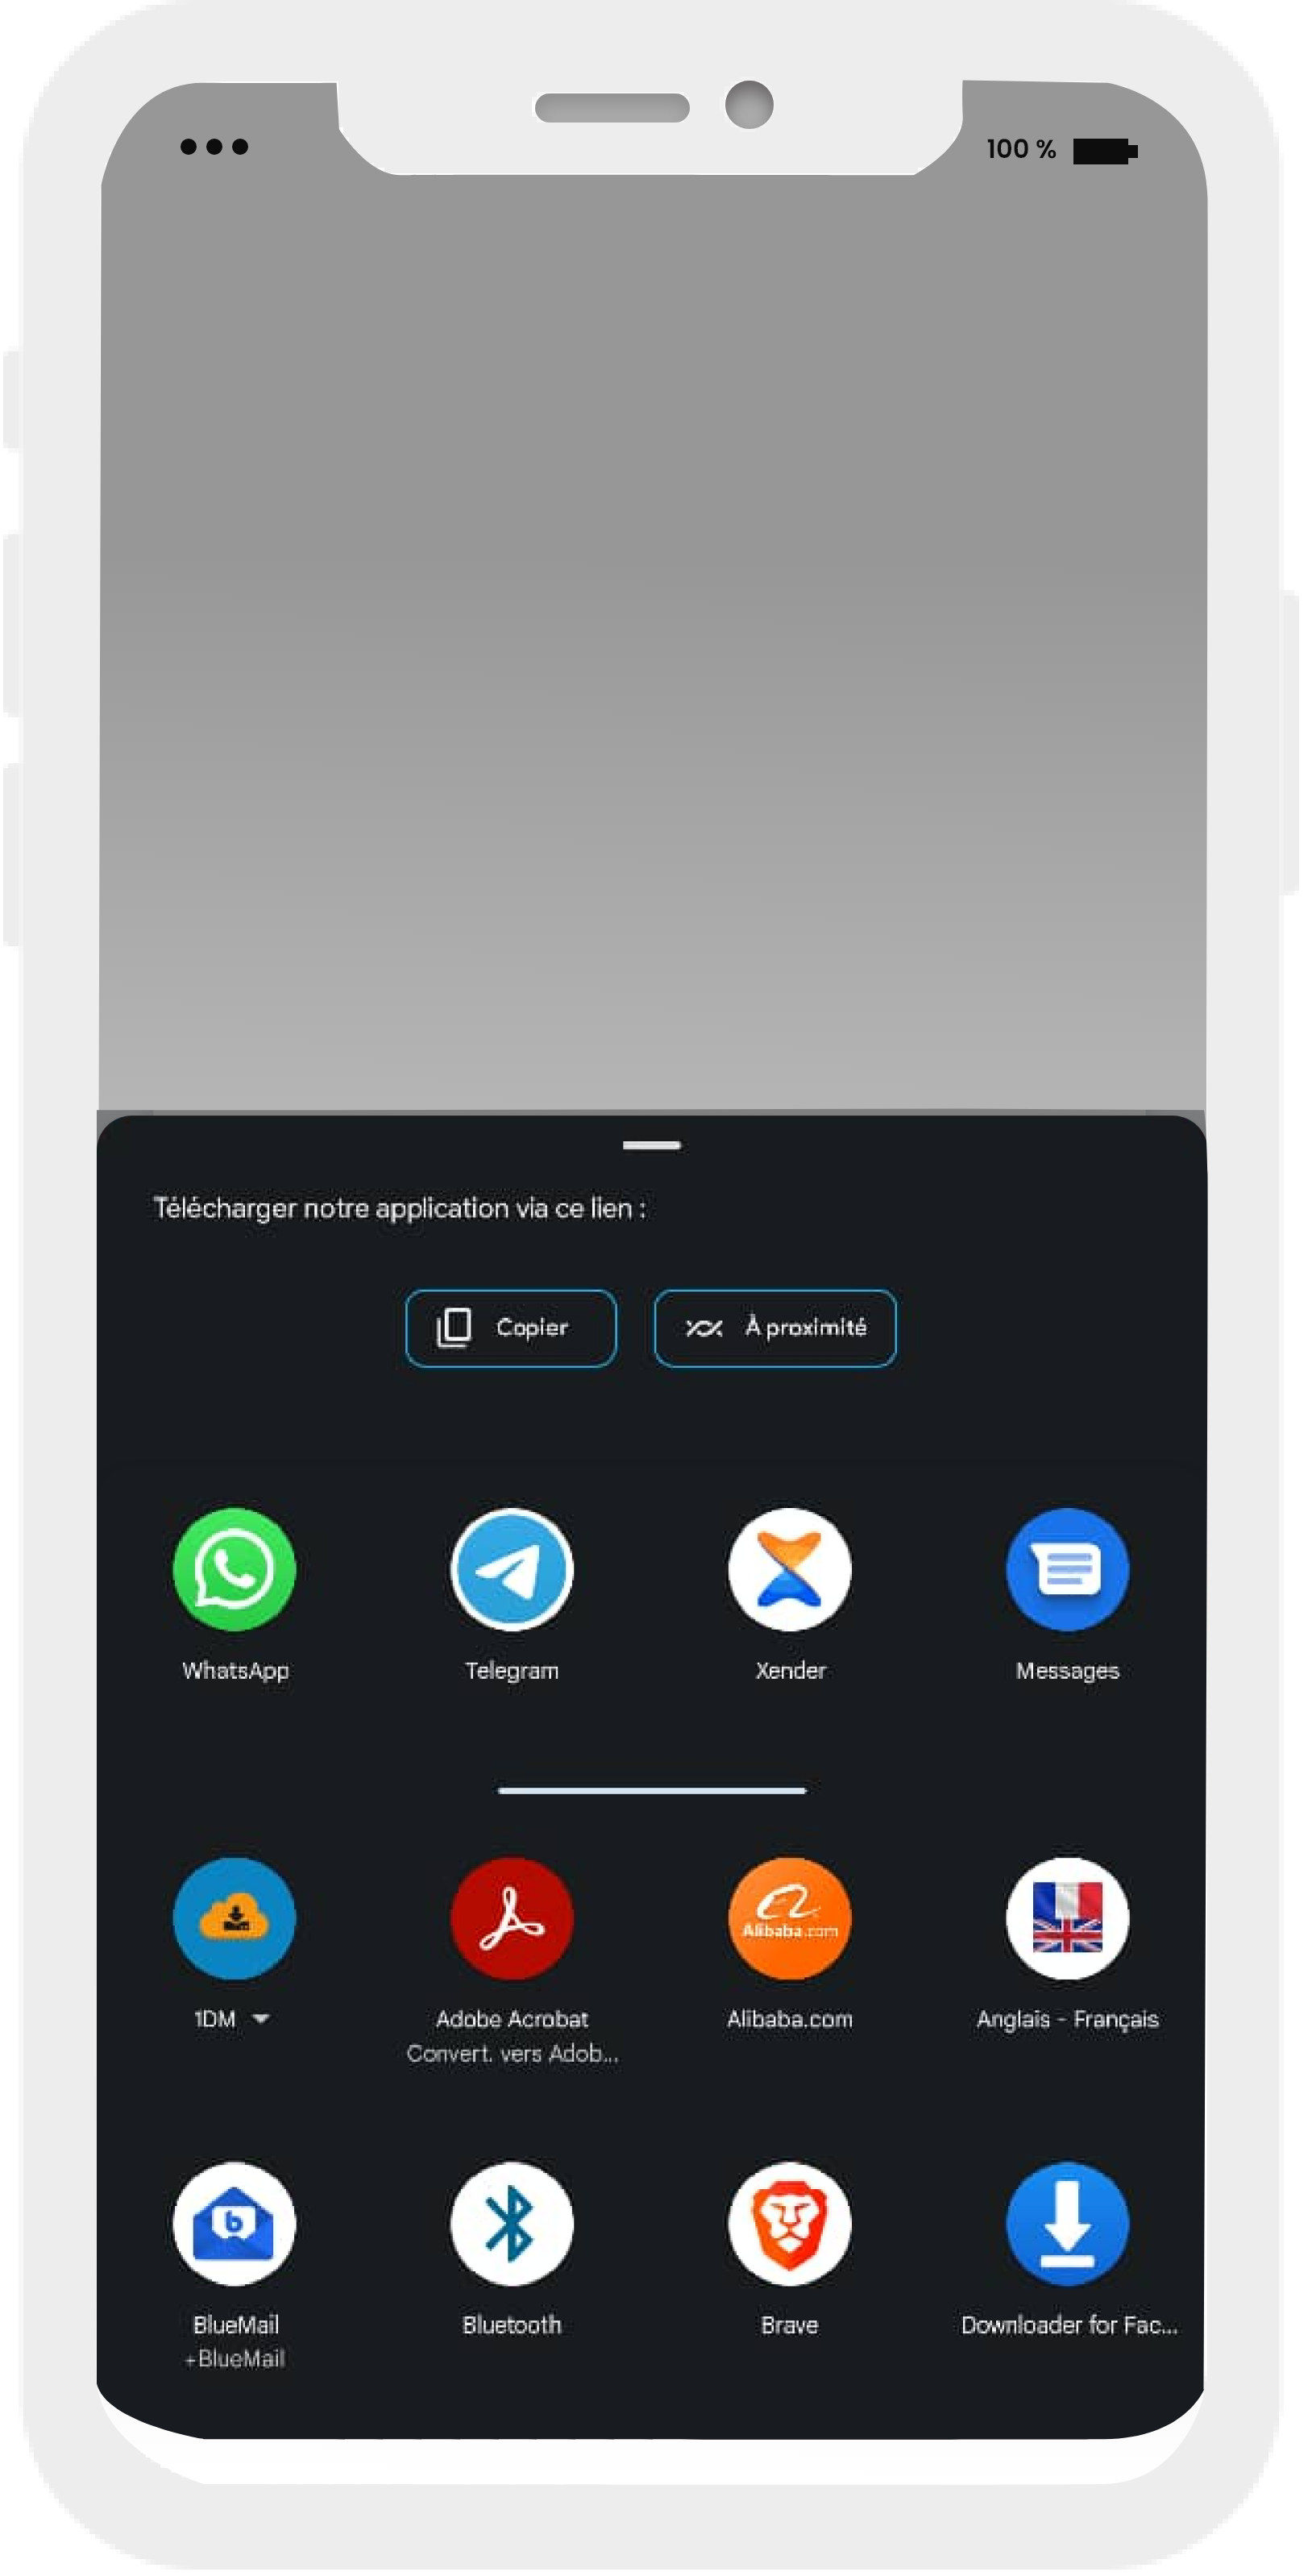 100 %
Télécharger notre application via ce lien :
Copier
À proximité
WhatsApp
Telegram
Xender
Messages
Alibaba.com
1DM
Adobe Acrobat
Alibaba.com
Anglais - Français
Convert. vers Adob...
b
BlueMail
Bluetooth
Brave
Downloader for Fac...
+BlueMail